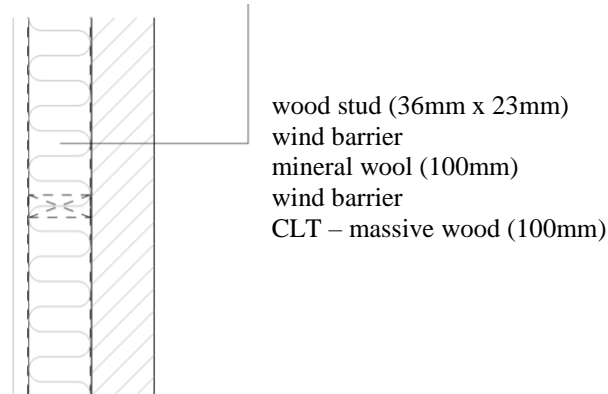 wood stud (36mm x 23mm)
wind barrier
mineral wool (100mm)
wind barrier
CLT – massive wood (100mm)